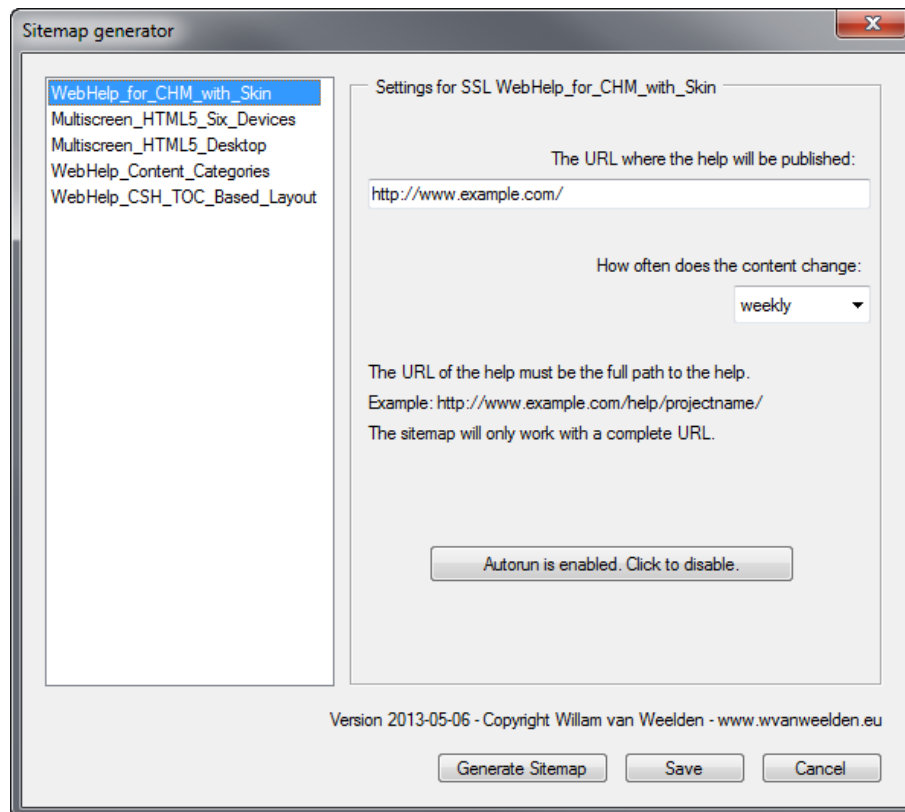 Sitemap generator
WebHelp_for_CHM_with_Skin
Multiscreen_HTML5_Six_Devices
Multiscreen_HTML5_Desktop
WebHelp_Content_Categories
WebHelp_CSH_TOC_Based_Layout
Settings for SSL WebHelp_for_CHM_with_Skin
The URL where the help will be published:
http://www.example.com/
How often does the content change:
weekly
The URL of the help must be the full path to the help.
Example: http://www.example.com/help/projectname/
The sitemap will only work with a complete URL.
Autorun is enabled. Click to disable.
Version 2013-05-06 - Copyright Willam van Weelden - www.wvanweelden.eu
Generate Sitemap
Save
Cancel